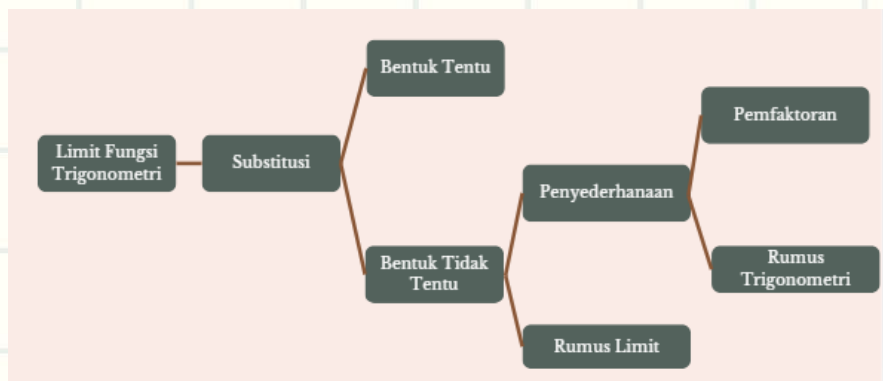 Limit Fungsi
Trigonometri
Substitusi
Bentuk Tentu
Bentuk Tidak
Tentu
Penyederhanaan
Rumus Limit
Pemfaktoran
Rumus
Trigonometri